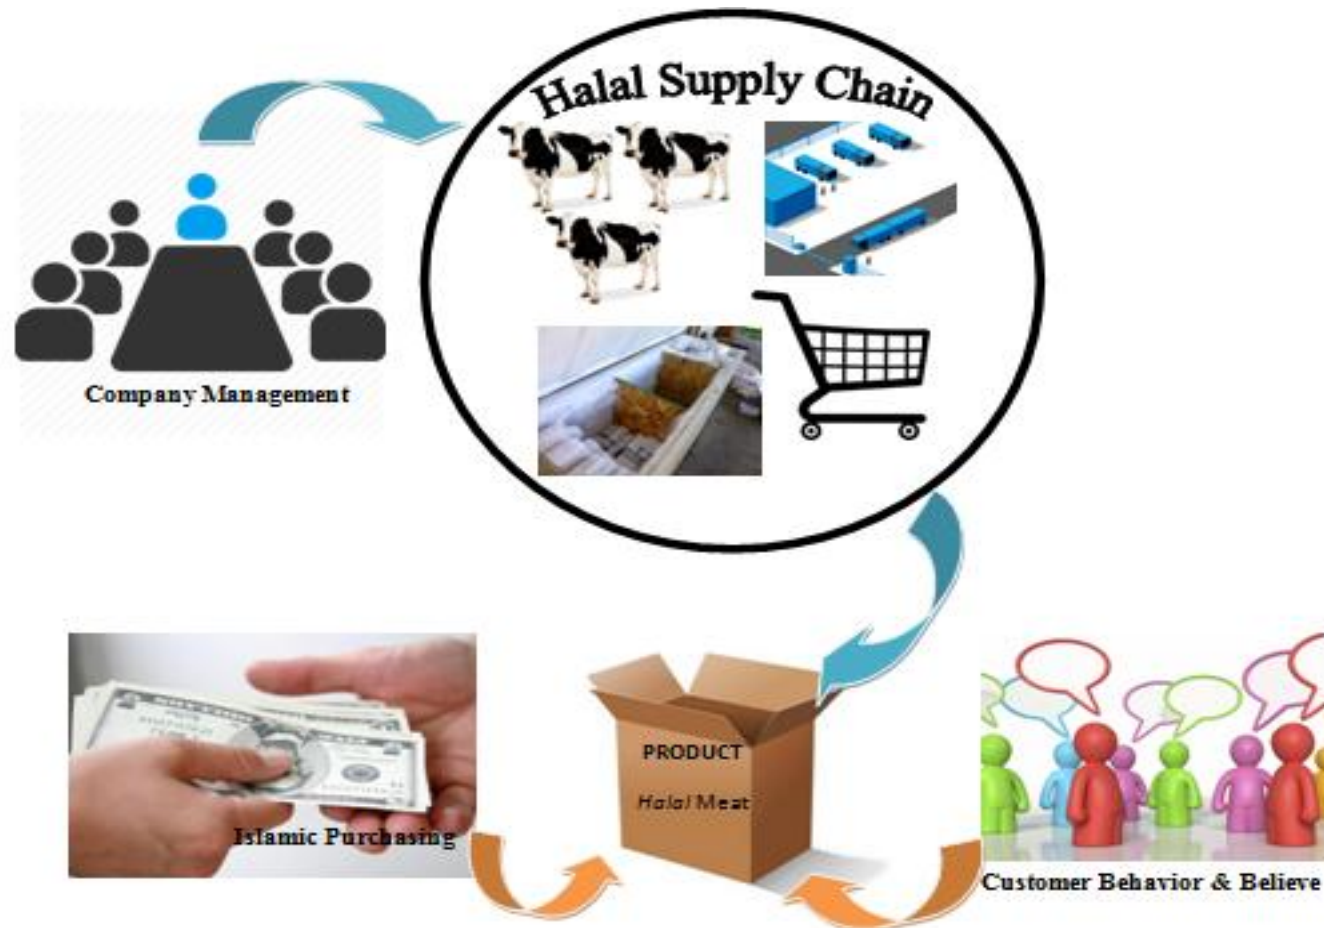 Halal Supply Chain
Company Management
PRODUCT
Halal Meat
Islamic Purchasing
Customer Behavior & Believe